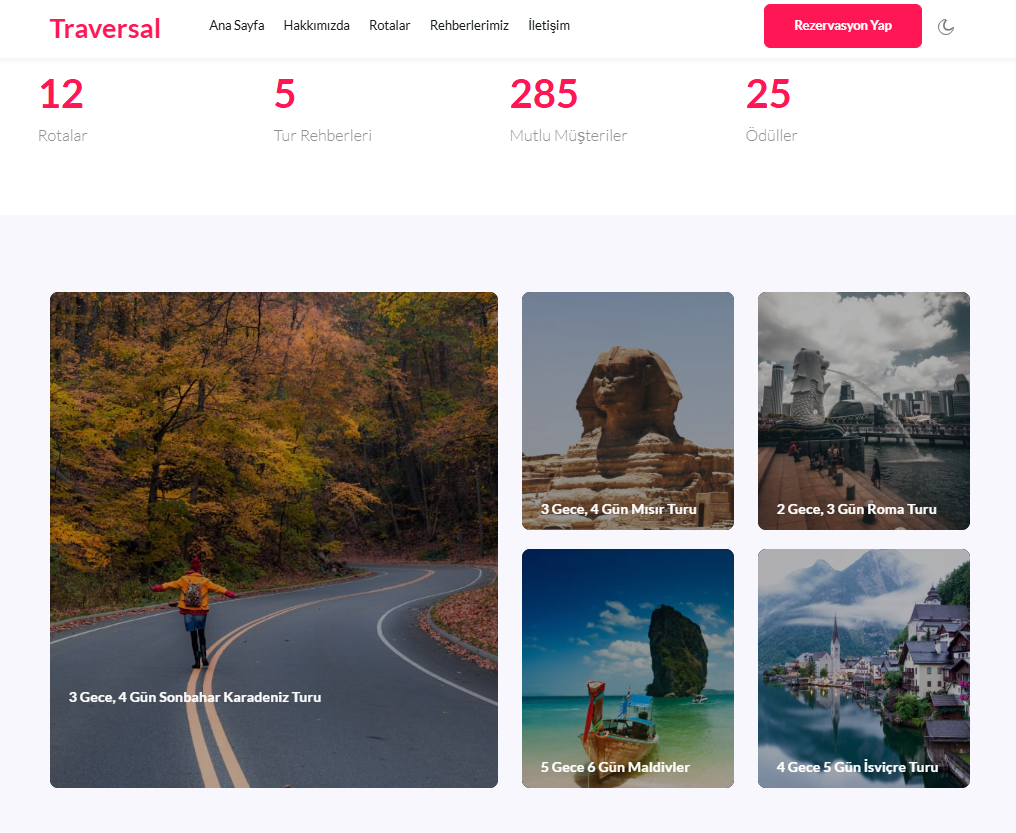 Traversal
Ana Sayfa Hakkımızda Rotalar Rehberlerimiz İletişim
Rezervasyon Yap
12 5 285 25
Rotalar Tur Rehberleri Mutlu Müşteriler Ödüller
3 Gece, 4 Gün Mısır Turu
2 Gece, 3 Gün Roma Turu
3 Gece, 4 Gün Sonbahar Karadeniz Turu
5 Gece 6 Gün Maldivler
4 Gece 5 Gün İsviçre Turu